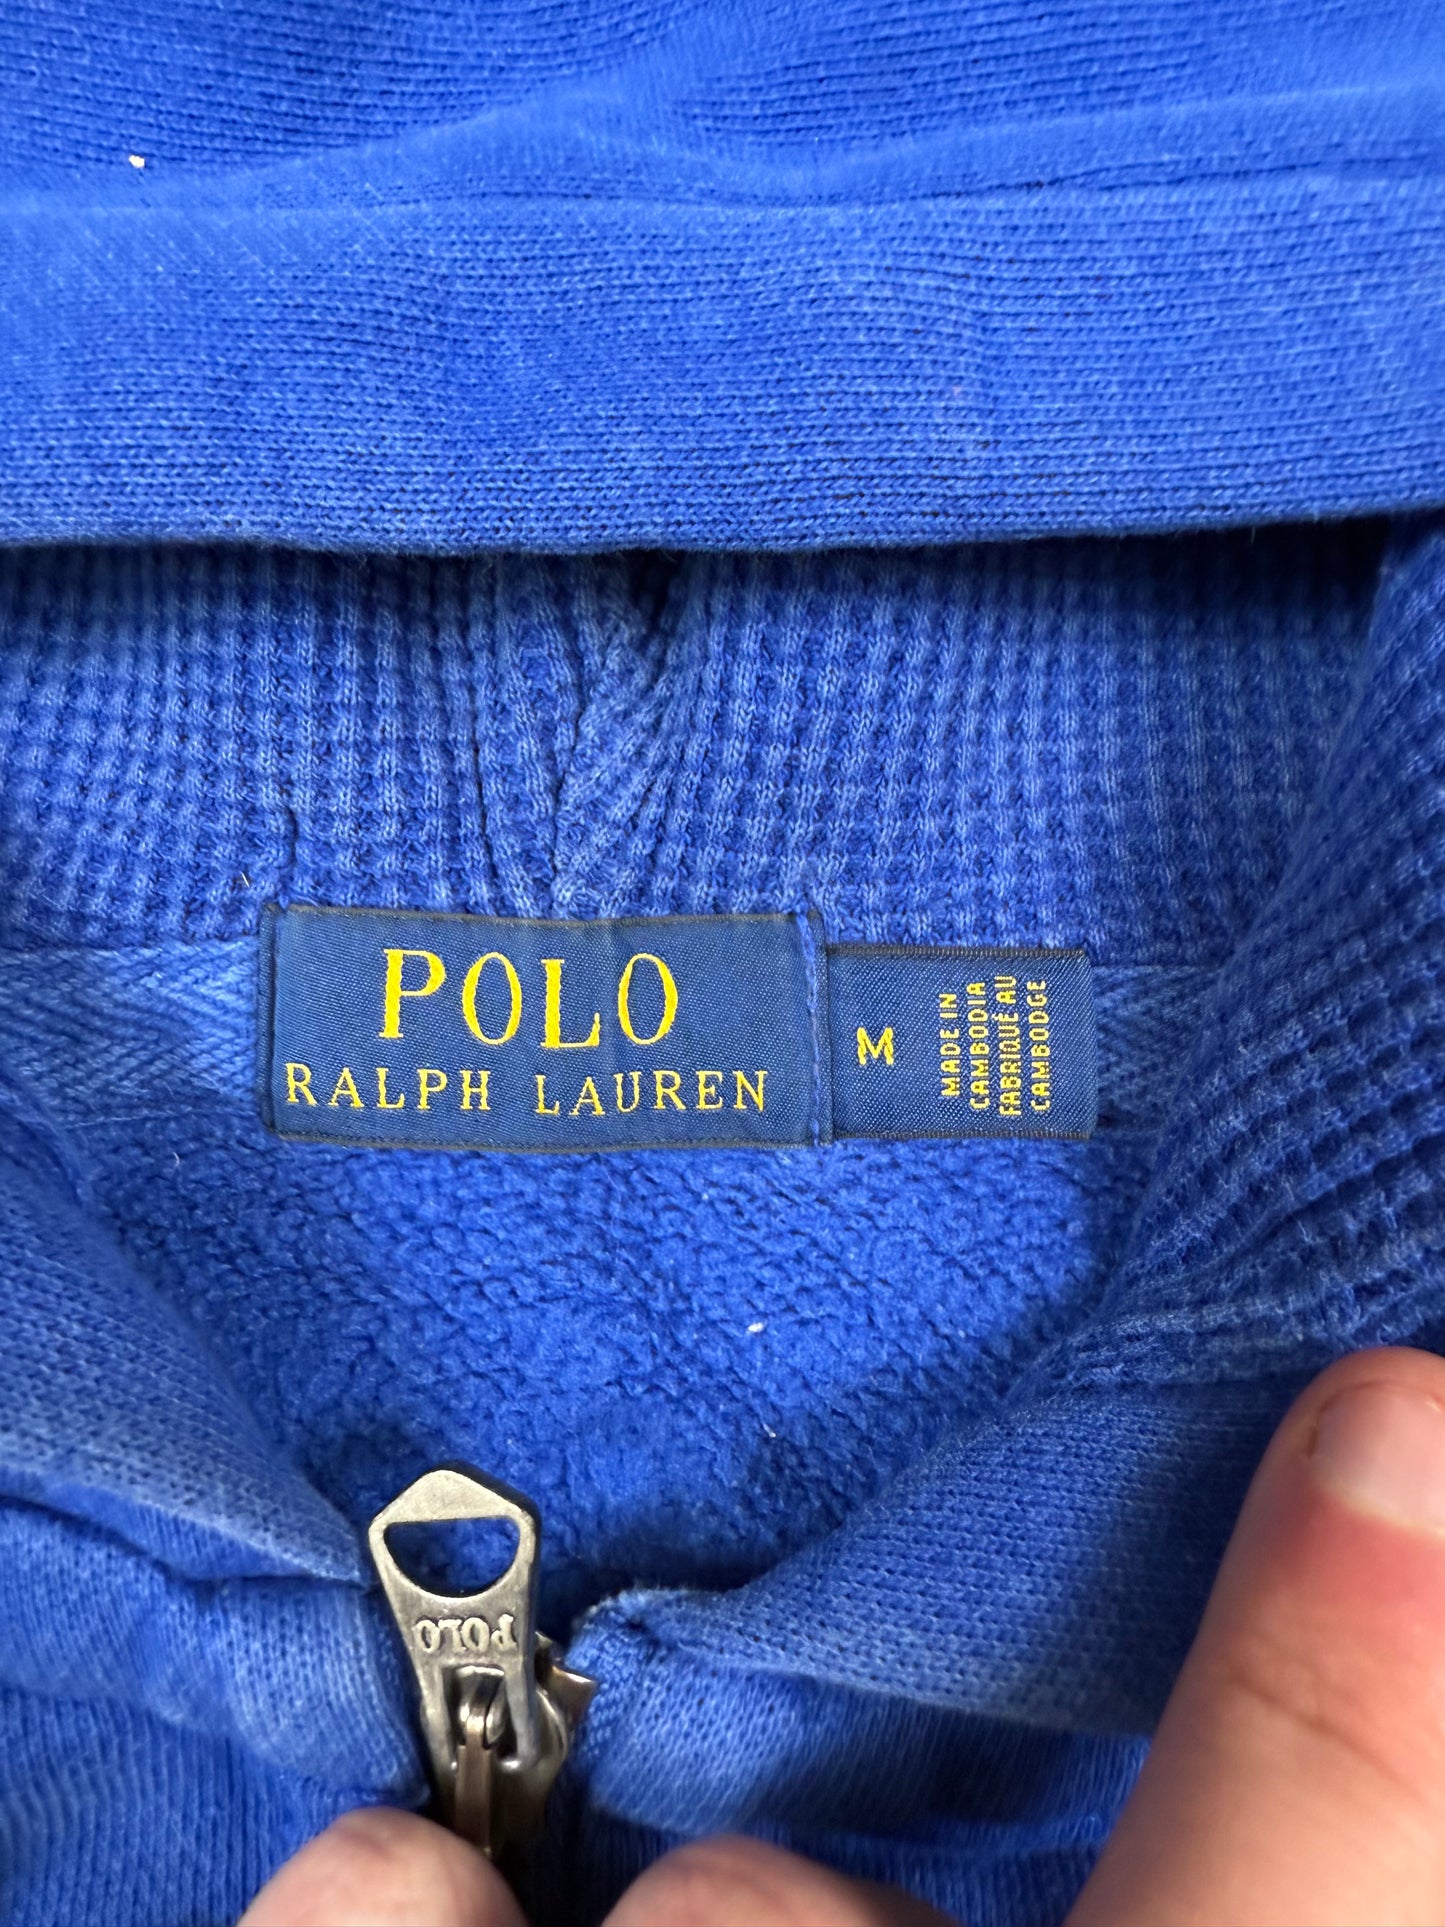 POLO
RALPH LAUREN
M
MADE IN
CAMBODIA
FABRIQUÉ AU
CAMBODGE
POLO